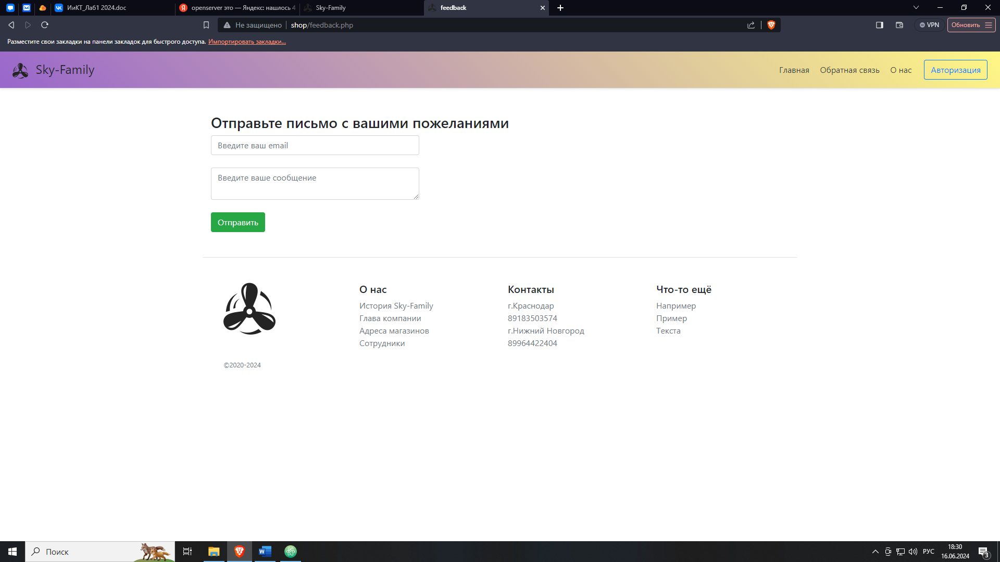 ИиКТ_Лаб1 2024.doc
openserver это — Яндекс: нашлось 4
Sky-Family
feedback
Не защищено
shop/feedback.php
VPN
Обновить
Разместите свои закладки на панели закладок для быстрого доступа. Импортировать закладки...
Sky-Family
Главная
Обратная связь
О нас
Авторизация
Отправьте письмо с вашими пожеланиями
Введите ваш email
Введите ваше сообщение
Отправить
О нас
История Sky-Family
Глава компании
Адреса магазинов
Сотрудники
Контакты
г.Краснодар
89183503574
г.Нижний Новгород
89964422404
Что-то ещё
Например
Пример
Текста
©2020-2024
Поиск
РУС
18:30
16.06.2024
3